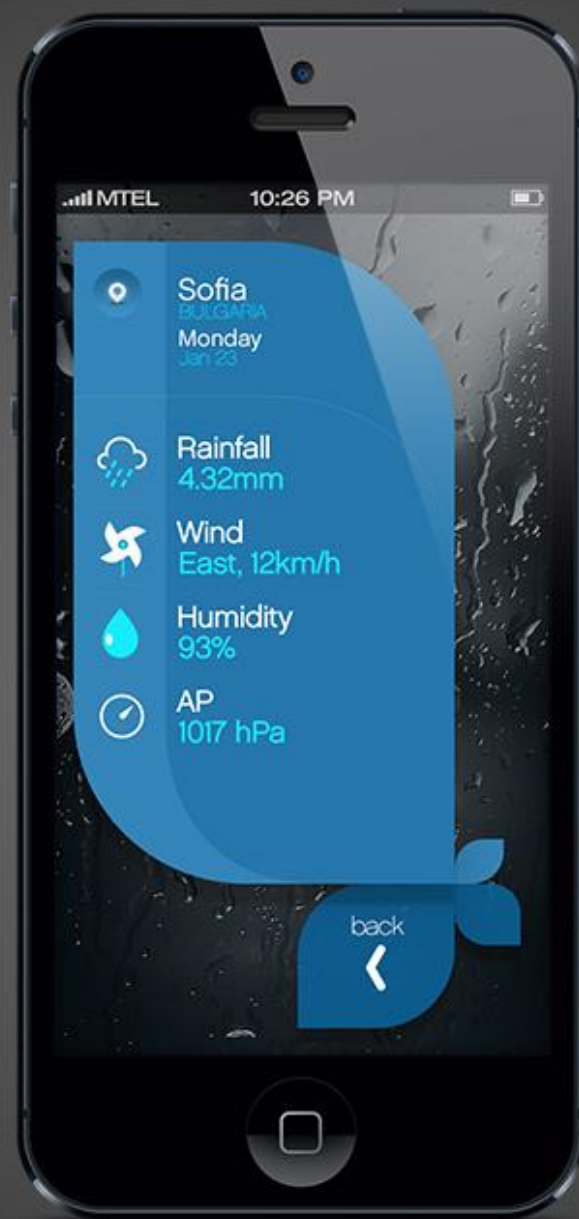 MTEL 10:26 PM
Sofia
BULGARIA
Monday
Jan 23
Rainfall
4.32mm
Wind
East, 12km/h
Humidity
93%
AP
1017 hPa
back